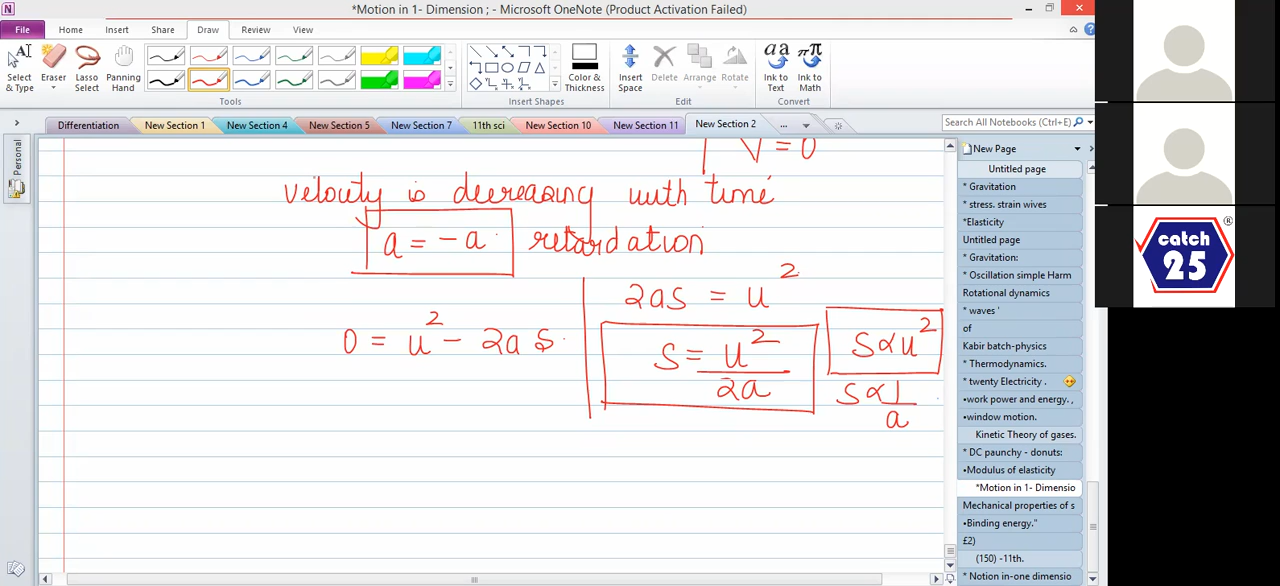 *Motion in 1- Dimension ; - Microsoft OneNote (Product Activation Failed)
File Home Insert Share Draw Review View
Select & Type
Eraser
Lasso Select
Panning Hand
Color & Thickness
Insert Space
Delete
Arrange
Rotate
Ink to Text
Ink to Math
Tools
Insert Shapes
Edit
Convert
Differentiation New Section 1 New Section 4 New Section 5 New Section 7 11th sci New Section 10 New Section 11 New Section 2 ...
Search All Notebooks (Ctrl+E)
Personal
V = 0
velocity is decreasing with time
a = - a retardation
0 = u² - 2a s
2as = u²
s = u²/2a
s ∝ u²
s ∝ 1/a
New Page
Untitled page
* Gravitation
* stress. strain wives
*Elasticity
Untitled page
* Gravitation:
* Oscillation simple Harm
Rotational dynamics
* waves '
of
Kabir batch-physics
* Thermodynamics.
* twenty Electricity .
•work power and energy. ,
•window motion.
Kinetic Theory of gases.
* DC paunchy - donuts:
•Modulus of elasticity
*Motion in 1- Dimensio
Mechanical properties of s
•Binding energy."
£2)
(150) -11th.
* Notion in-one dimensio
catch
25
®